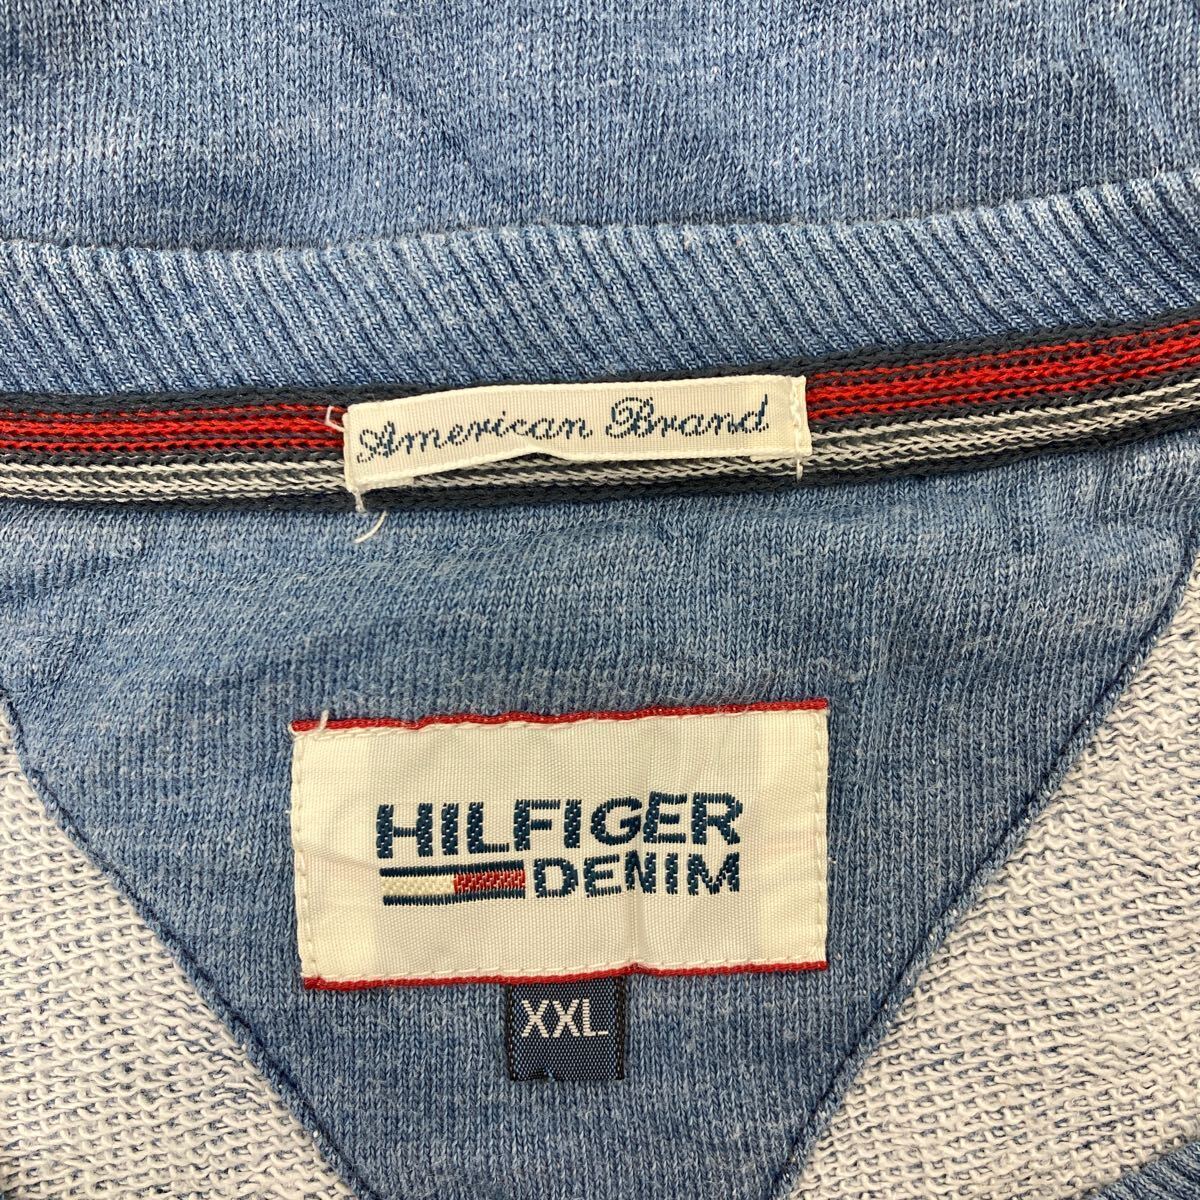 American Brand
HILFIGER
DENIM
XXL